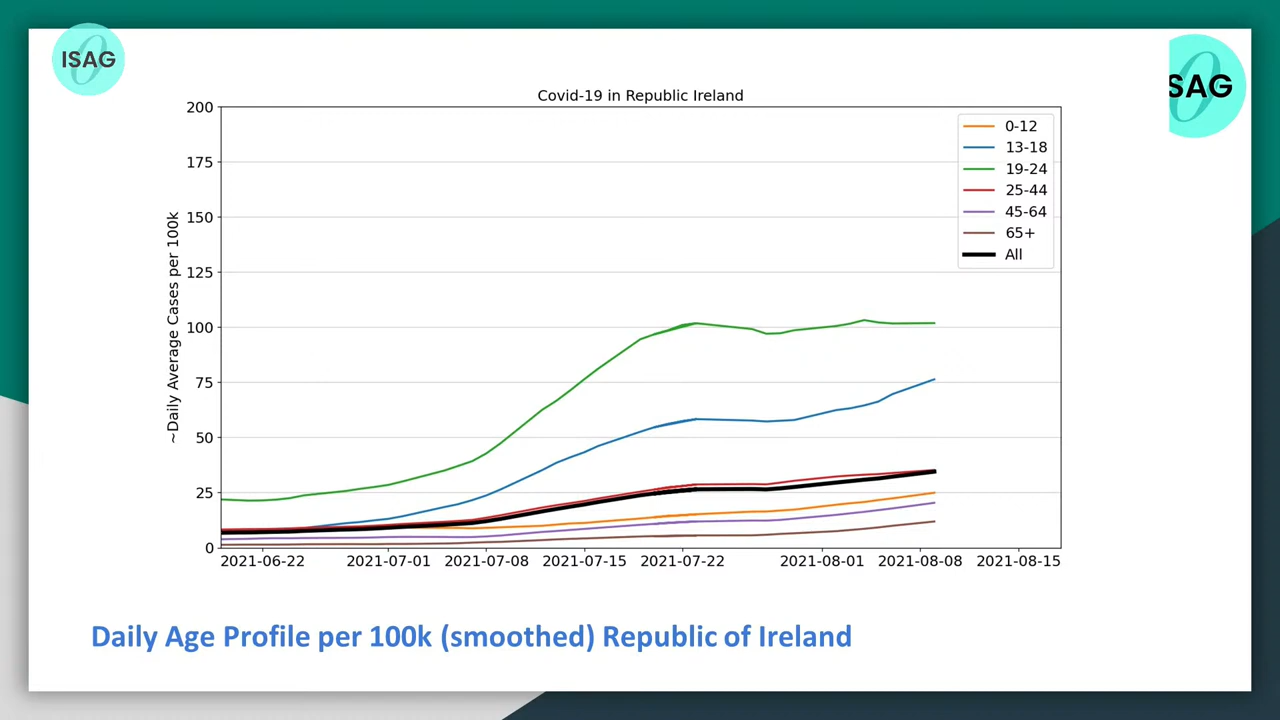 ISAG
SAG
Covid-19 in Republic Ireland
~Daily Average Cases per 100k
200
175
150
125
100
75
50
25
0
0-12
13-18
19-24
25-44
45-64
65+
All
2021-06-22 2021-07-01 2021-07-08 2021-07-15 2021-07-22 2021-08-01 2021-08-08 2021-08-15
Daily Age Profile per 100k (smoothed) Republic of Ireland